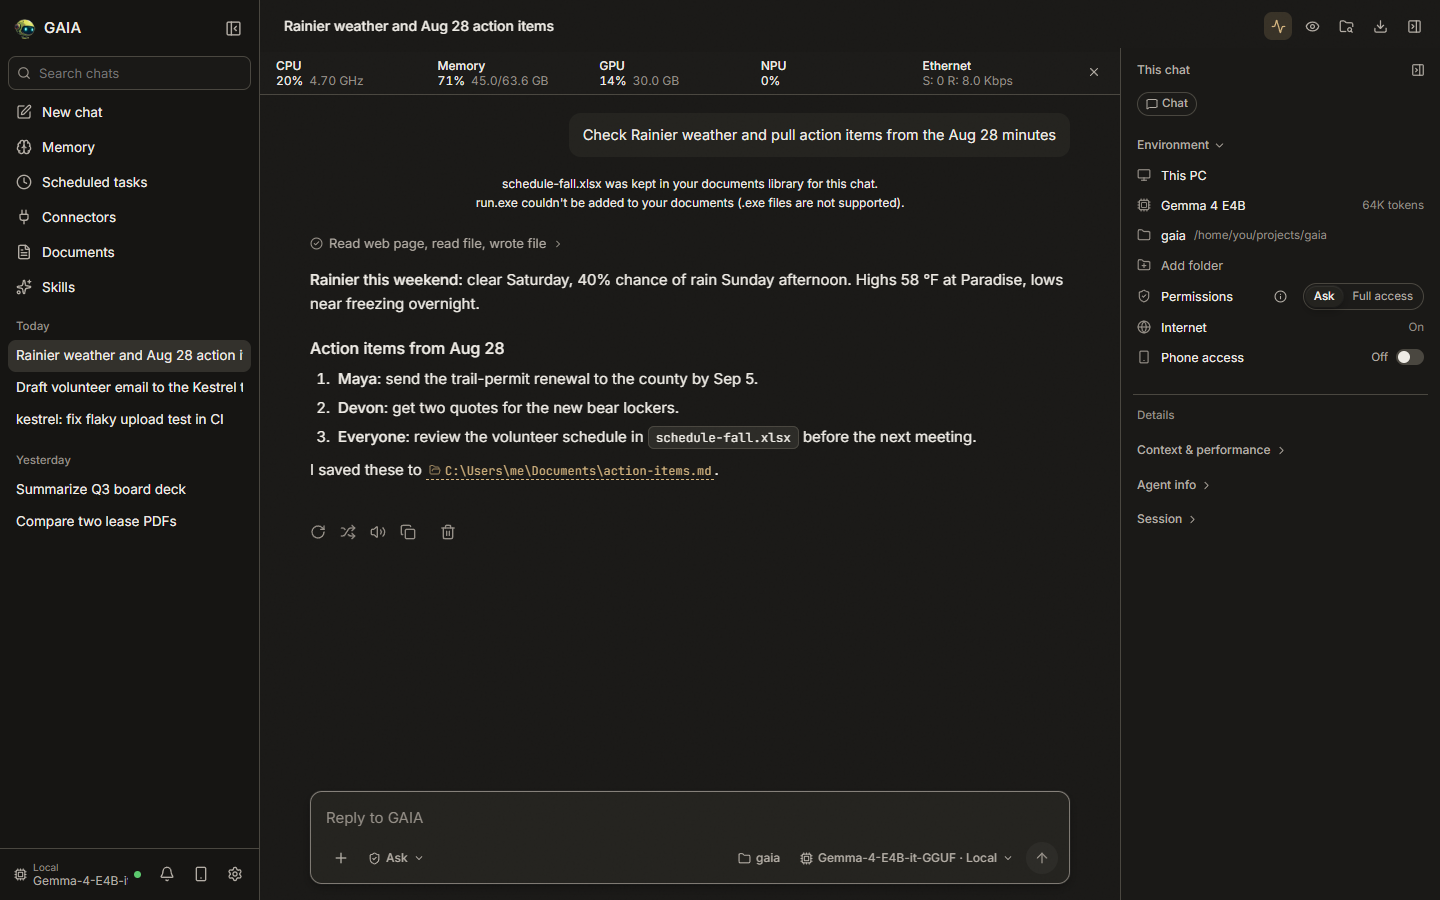 GAIA
Search chats
New chat
Memory
Scheduled tasks
Connectors
Documents
Skills
Today
Rainier weather and Aug 28 action i
Draft volunteer email to the Kestrel t
kestrel: fix flaky upload test in CI
Yesterday
Summarize Q3 board deck
Compare two lease PDFs
Local
Gemma-4-E4B-i
Rainier weather and Aug 28 action items
CPU
20% 4.70 GHz
Memory
71% 45.0/63.6 GB
GPU
14% 30.0 GB
NPU
0%
Ethernet
S: 0 R: 8.0 Kbps
Check Rainier weather and pull action items from the Aug 28 minutes
schedule-fall.xlsx was kept in your documents library for this chat.
run.exe couldn't be added to your documents (.exe files are not supported).
Read web page, read file, wrote file
Rainier this weekend: clear Saturday, 40% chance of rain Sunday afternoon. Highs 58 °F at Paradise, lows
near freezing overnight.
Action items from Aug 28
1. Maya: send the trail-permit renewal to the county by Sep 5.
2. Devon: get two quotes for the new bear lockers.
3. Everyone: review the volunteer schedule in schedule-fall.xlsx before the next meeting.
I saved these to C:\Users\me\Documents\action-items.md.
Reply to GAIA
Ask
gaia
Gemma-4-E4B-it-GGUF · Local
This chat
Chat
Environment
This PC
Gemma 4 E4B 64K tokens
gaia /home/you/projects/gaia
Add folder
Permissions Ask Full access
Internet On
Phone access Off
Details
Context & performance
Agent info
Session